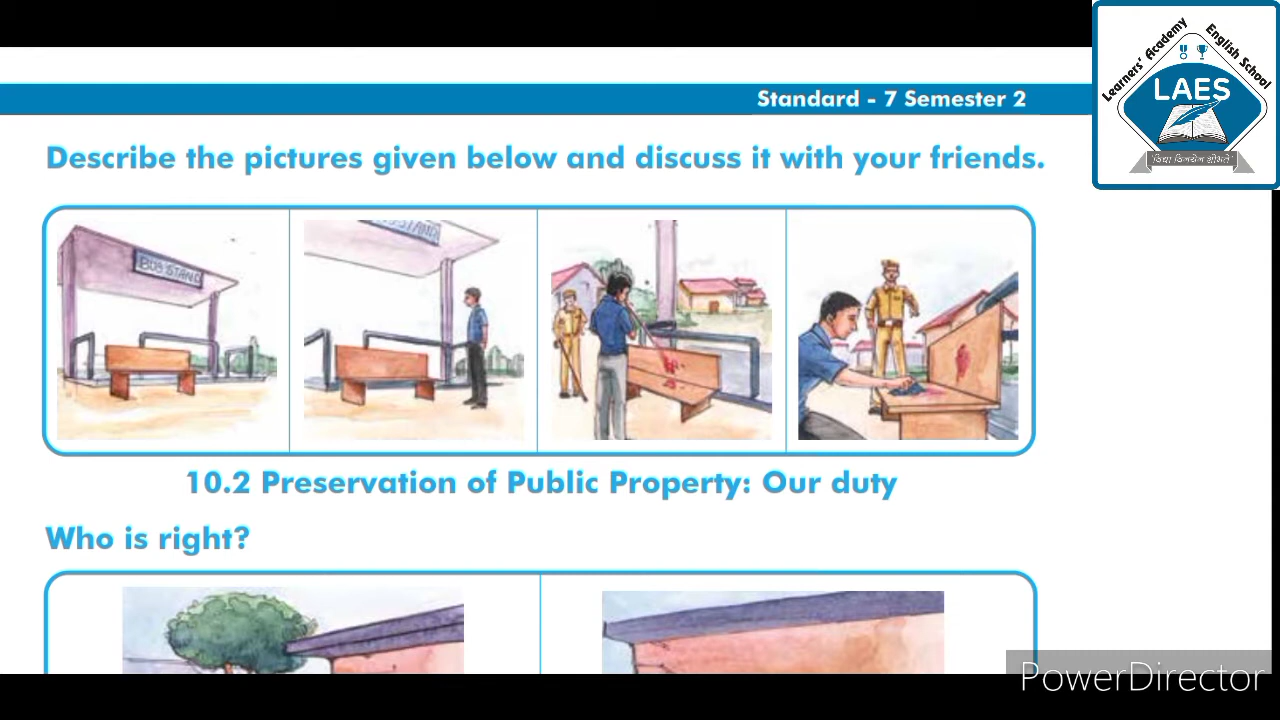 Learners' Academy English School
LAES
Standard - 7 Semester 2
Describe the pictures given below and discuss it with your friends.
BUS STAND
10.2 Preservation of Public Property: Our duty
Who is right?
PowerDirector